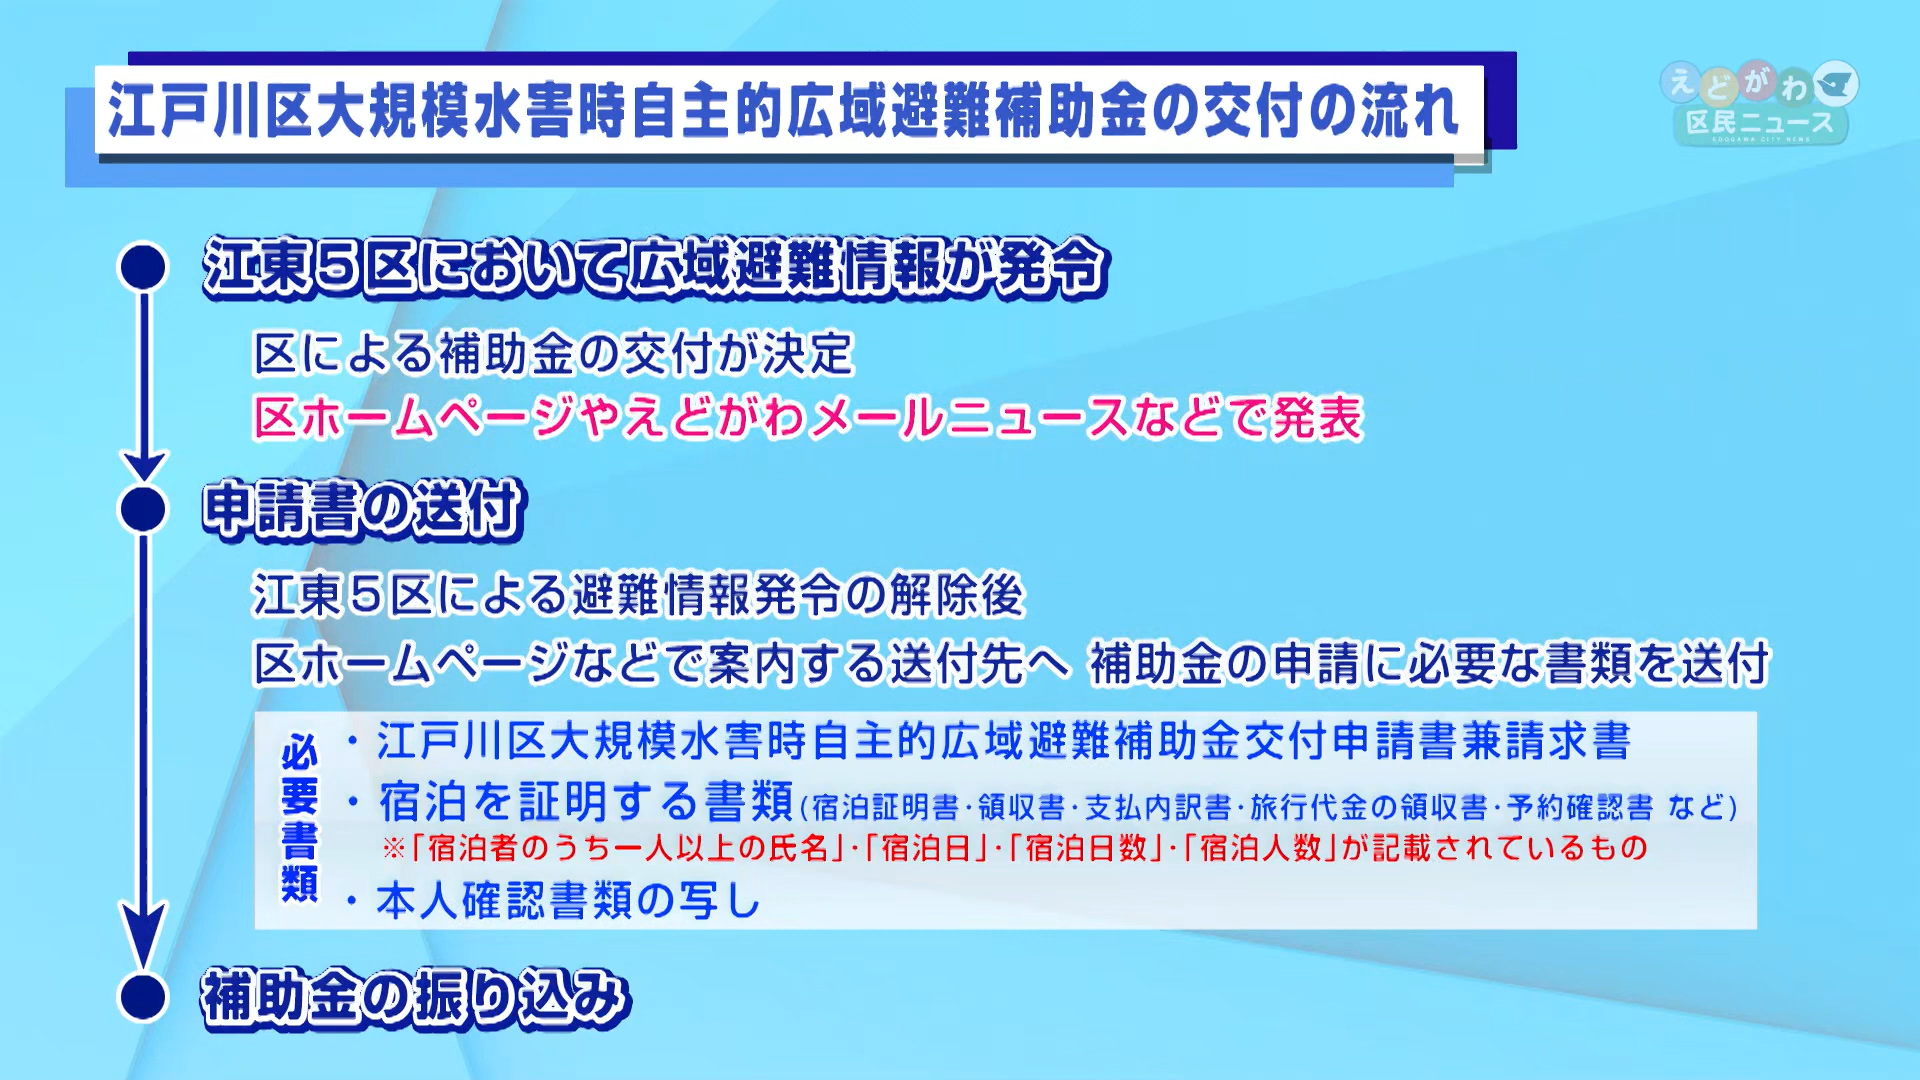 江戸川区大規模水害時自主的広域避難補助金の交付の流れ
えどがわ
区民ニュース
EDOGAWA CITY NEWS
江東5区において広域避難情報が発令
区による補助金の交付が決定
区ホームページやえどがわメールニュースなどで発表
申請書の送付
江東5区による避難情報発令の解除後
区ホームページなどで案内する送付先へ 補助金の申請に必要な書類を送付
必要書類
・江戸川区大規模水害時自主的広域避難補助金交付申請書兼請求書
・宿泊を証明する書類(宿泊証明書・領収書・支払内訳書・旅行代金の領収書・予約確認書 など)
※「宿泊者のうち一人以上の氏名」・「宿泊日」・「宿泊日数」・「宿泊人数」が記載されているもの
・本人確認書類の写し
補助金の振り込み